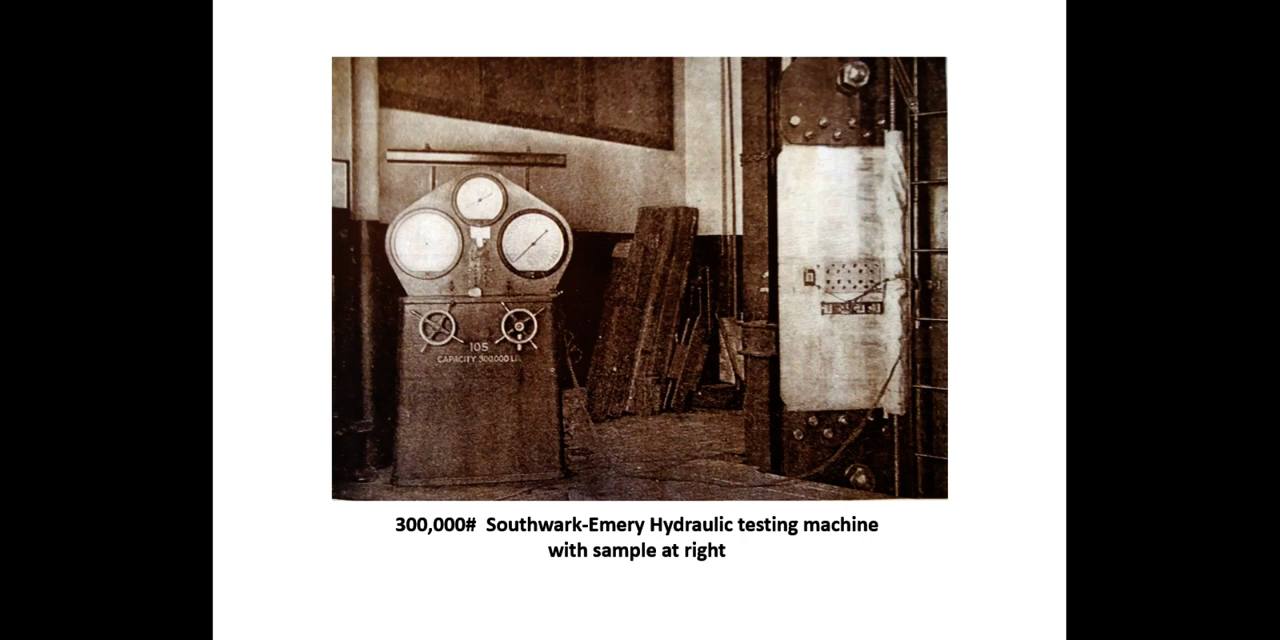 105
CAPACITY 300,000 LB.
300,000#  Southwark-Emery Hydraulic testing machine
with sample at right